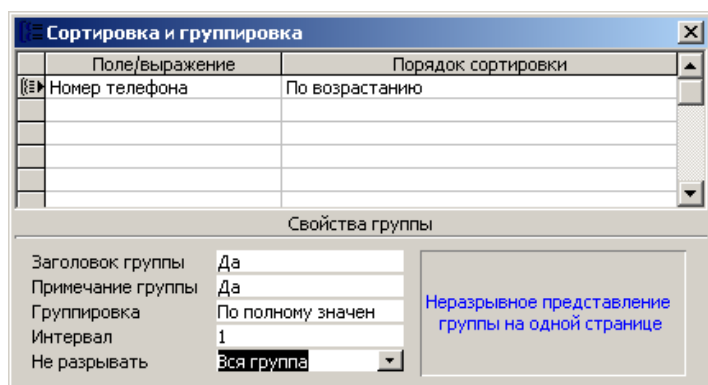 Сортировка и группировка
Поле/выражение Порядок сортировки
Номер телефона По возрастанию
Свойства группы
Заголовок группы Да
Примечание группы Да
Группировка По полному значен
Интервал 1
Не разрывать Вся группа
Неразрывное представление
группы на одной странице